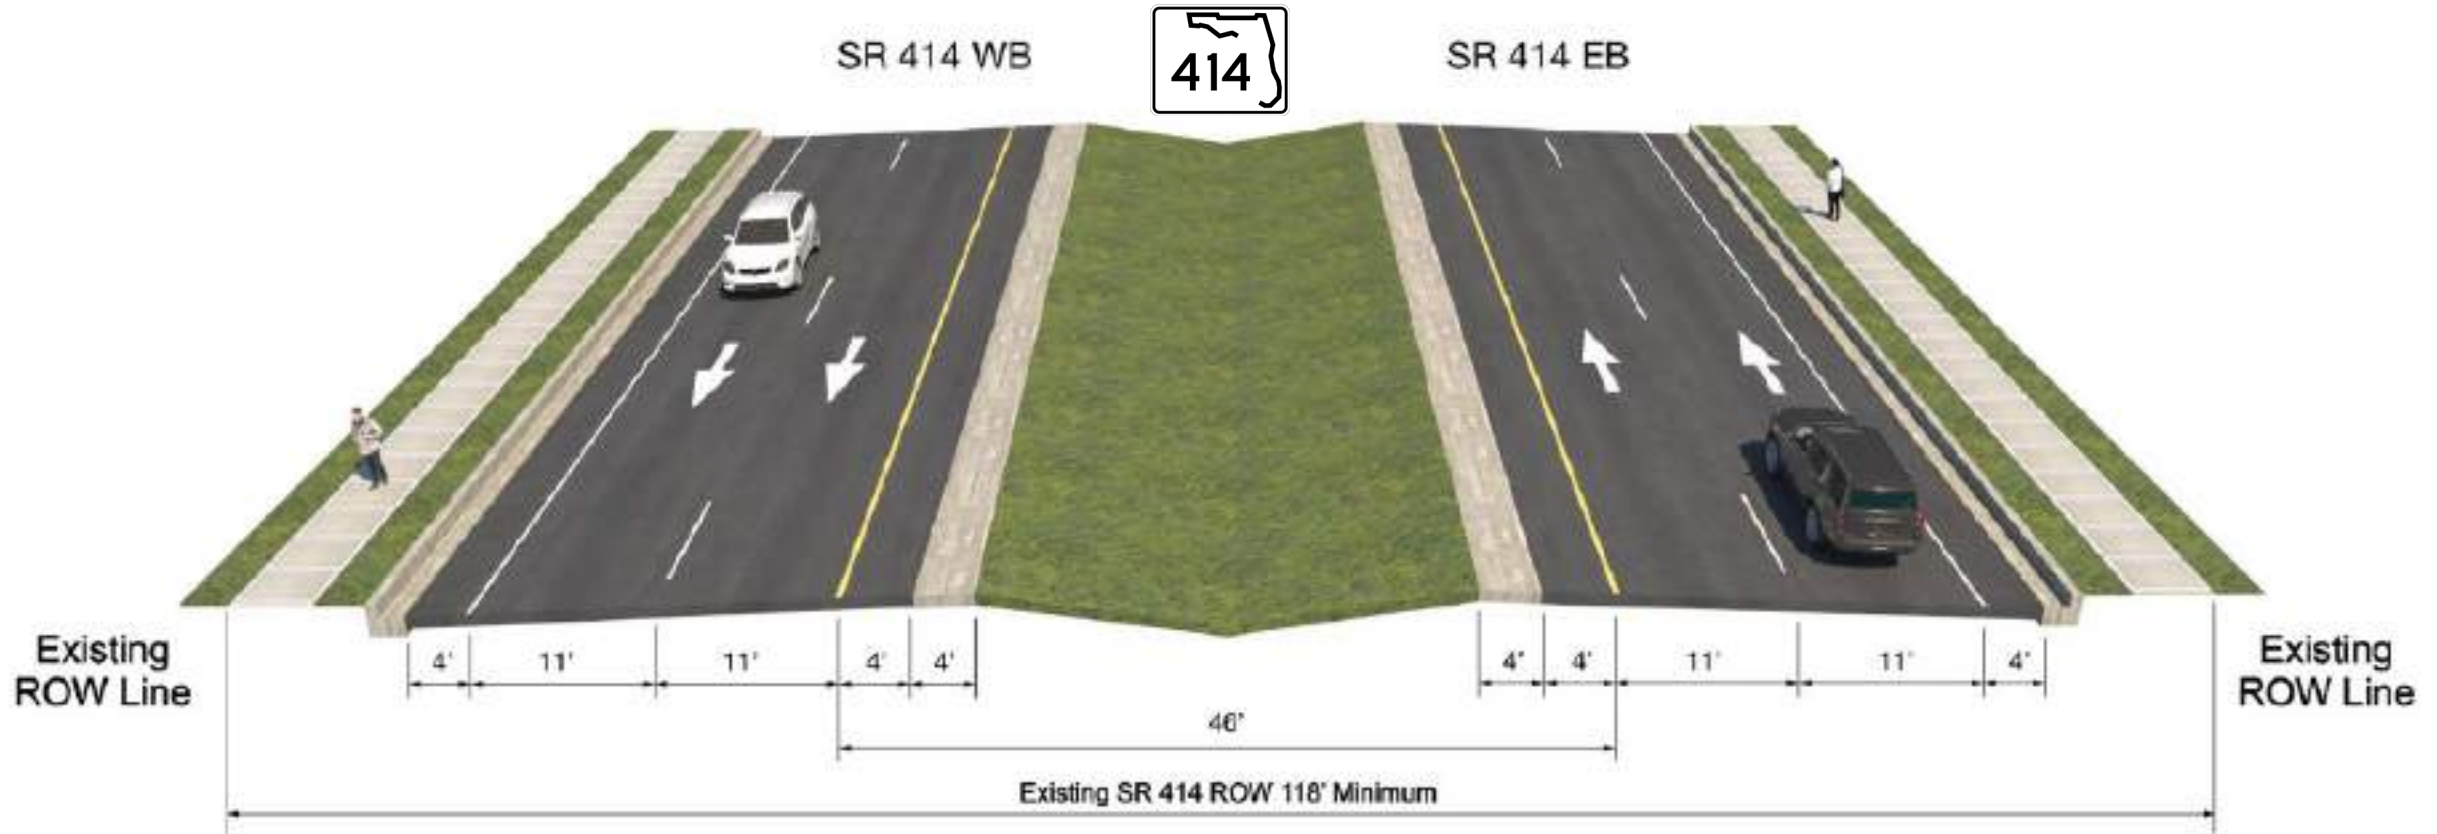 SR 414 WB
414
SR 414 EB
Existing
ROW Line
4' 11' 11' 4' 4'
4' 4' 11' 11' 4'
Existing
ROW Line
46'
Existing SR 414 ROW 118' Minimum